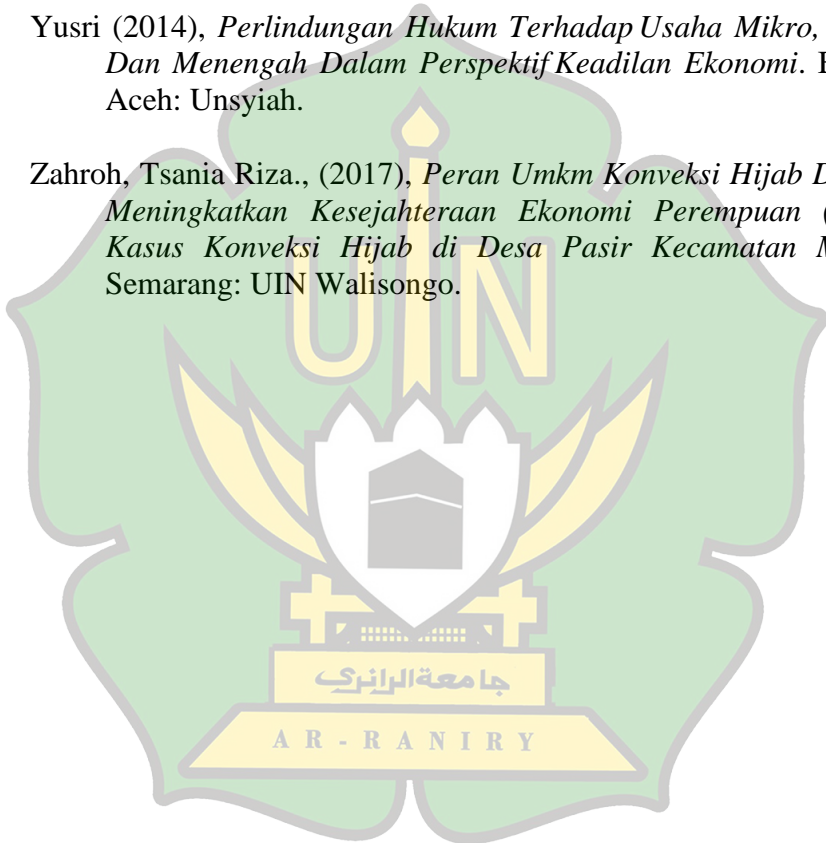 Yusri (2014), Perlindungan Hukum Terhadap Usaha Mikro,
Dan Menengah Dalam Perspektif Keadilan Ekonomi.
Aceh: Unsyiah.
Zahroh, Tsania Riza., (2017), Peran Umkm Konveksi Hijab
Meningkatkan Kesejahteraan Ekonomi Perempuan (
Kasus Konveksi Hijab di Desa Pasir Kecamatan
Semarang: UIN Walisongo.
UIN
جامعة الرانري
AR-RANIRY